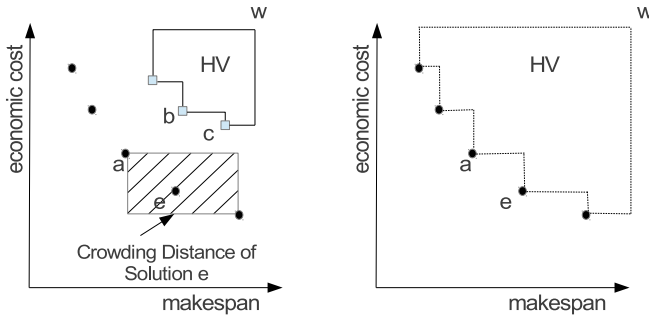 w
economic cost
HV
b
c
a
e
Crowding Distance of
Solution e
makespan
w
economic cost
HV
a
e
makespan